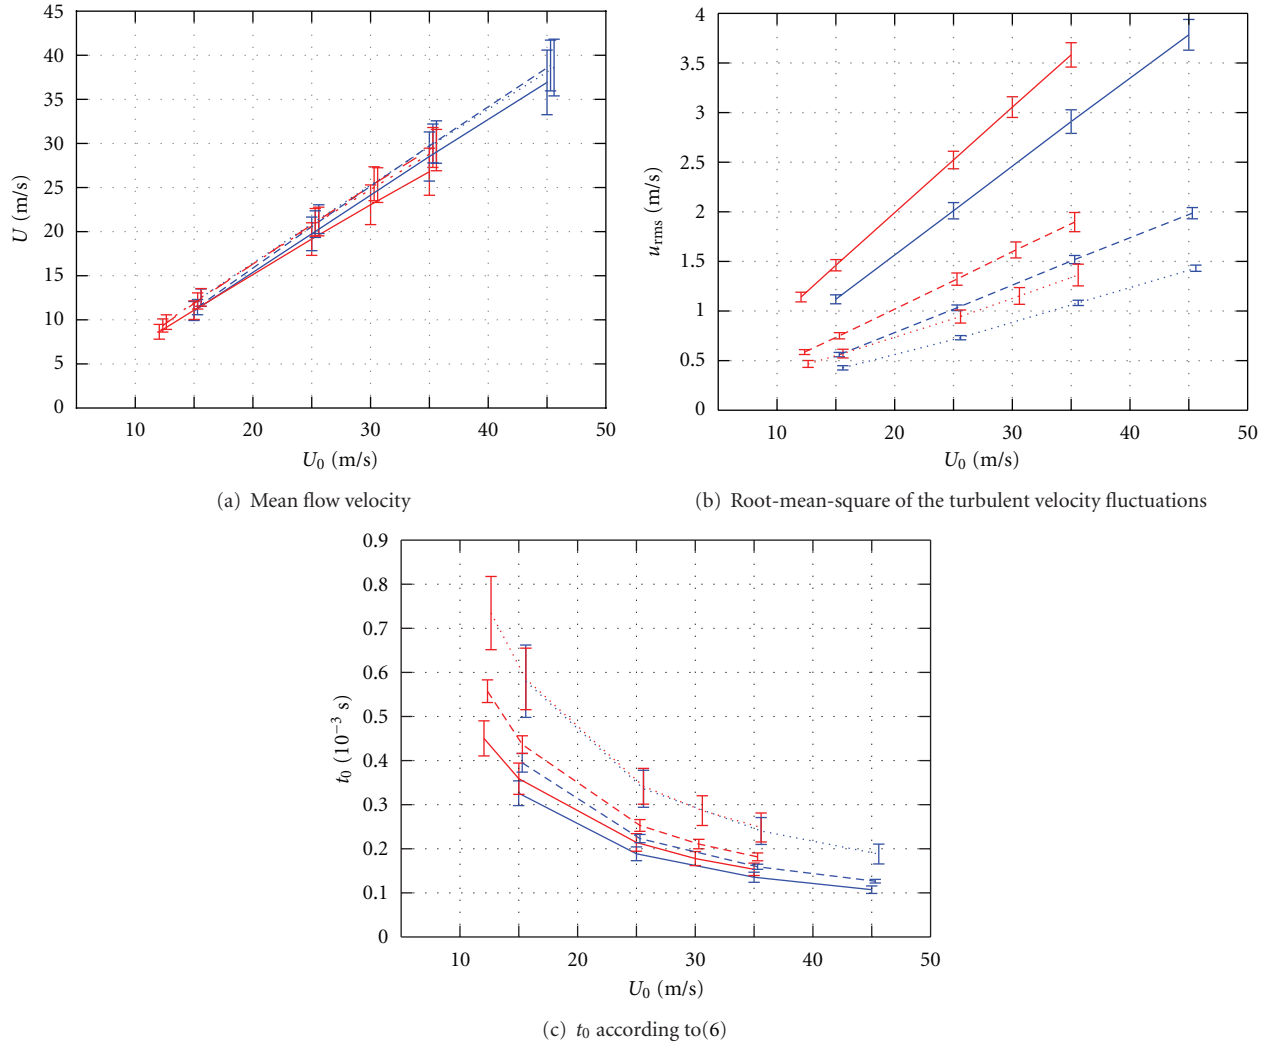 45
40
35
30
25
20
15
10
5
0
U (m/s)
10 20 30 40 50
U₀ (m/s)
(a) Mean flow velocity
4
3.5
3
2.5
2
1.5
1
0.5
0
u_rms (m/s)
10 20 30 40 50
U₀ (m/s)
(b) Root-mean-square of the turbulent velocity fluctuations
0.9
0.8
0.7
0.6
0.5
0.4
0.3
0.2
0.1
0
t₀ (10⁻³ s)
10 20 30 40 50
U₀ (m/s)
(c) t₀ according to(6)